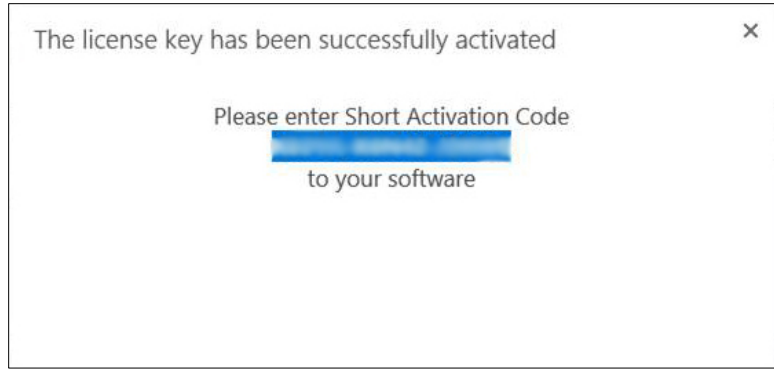 The license key has been successfully activated
Please enter Short Activation Code
to your software